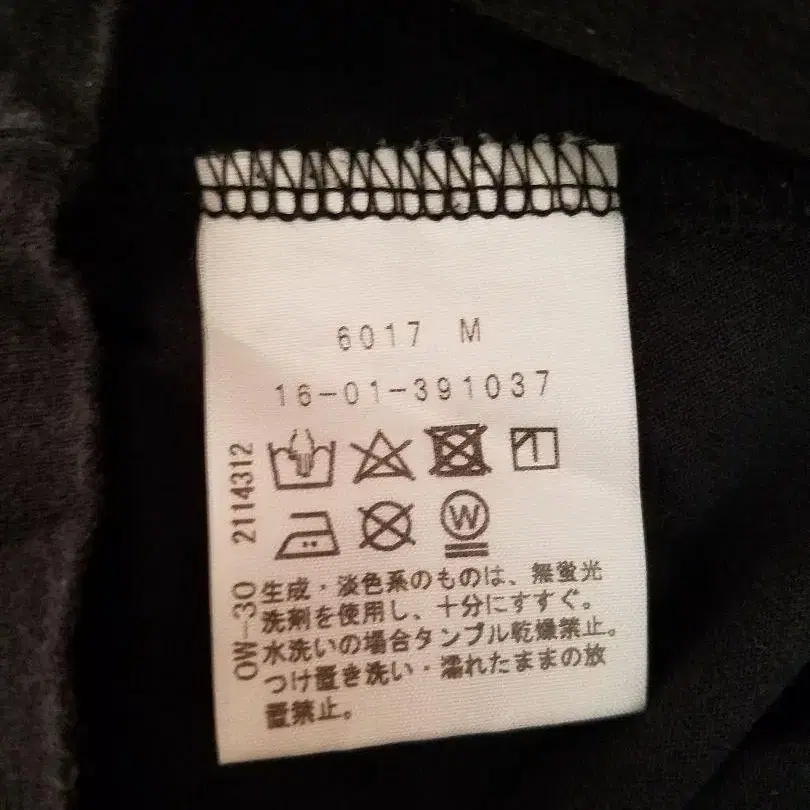 6017 M
16-01-391037
2114312
W
OW-30
生成・淡色系のものは、無蛍光
洗剤を使用し、十分にすすぐ。
水洗いの場合タンブル乾燥禁止。
つけ置き洗い・濡れたままの放
置禁止。